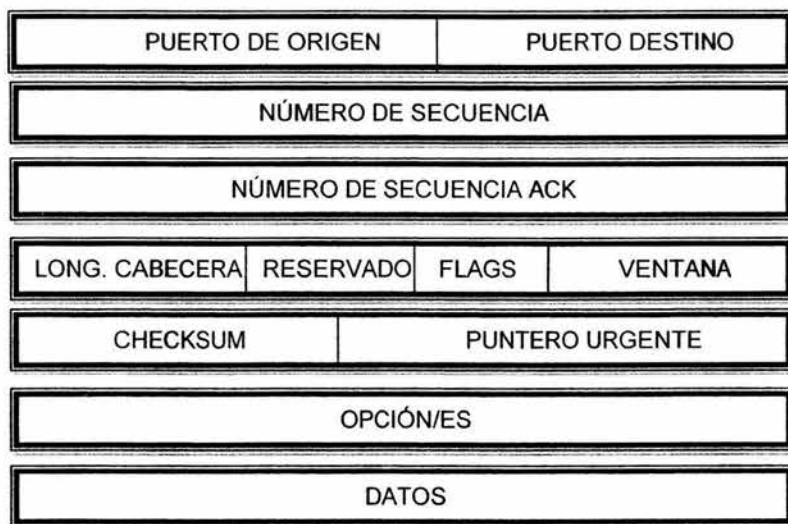 PUERTO DE ORIGEN PUERTO DESTINO
NÚMERO DE SECUENCIA
NÚMERO DE SECUENCIA ACK
LONG. CABECERA RESERVADO FLAGS VENTANA
CHECKSUM PUNTERO URGENTE
OPCIÓN/ES
DATOS